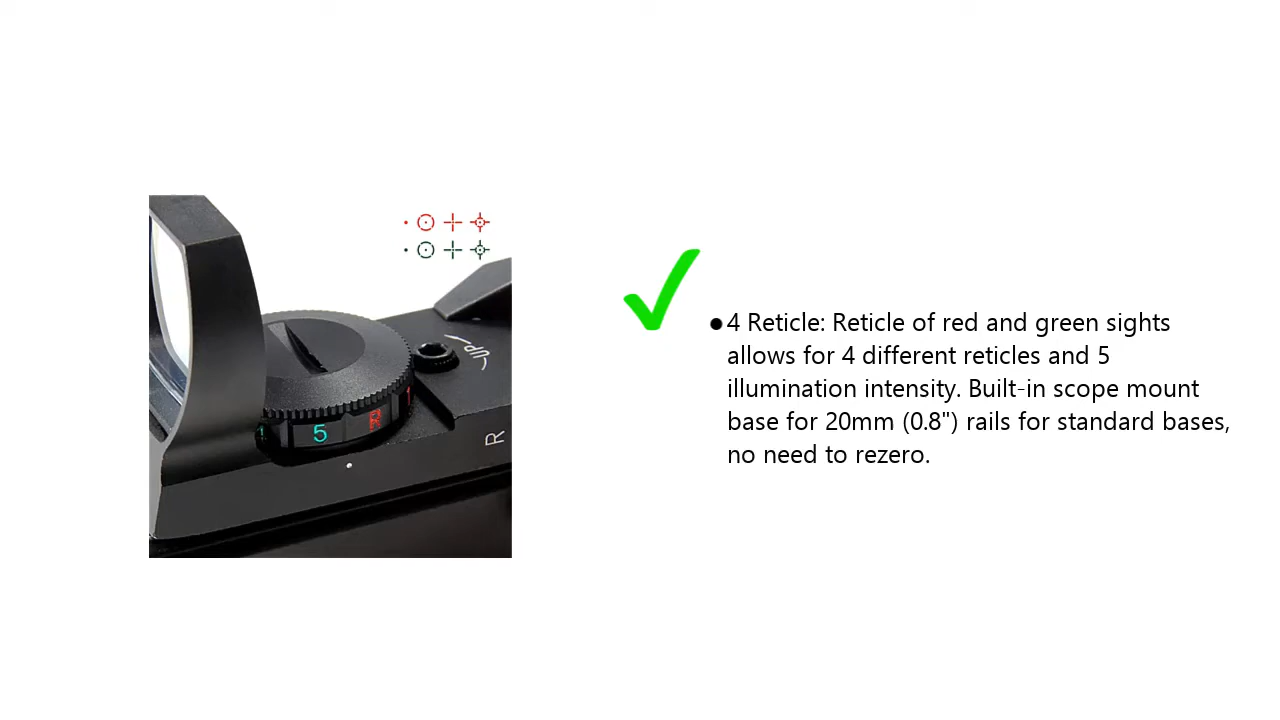 UP
5
R
4 Reticle: Reticle of red and green sights
allows for 4 different reticles and 5
illumination intensity. Built-in scope mount
base for 20mm (0.8") rails for standard bases,
no need to rezero.